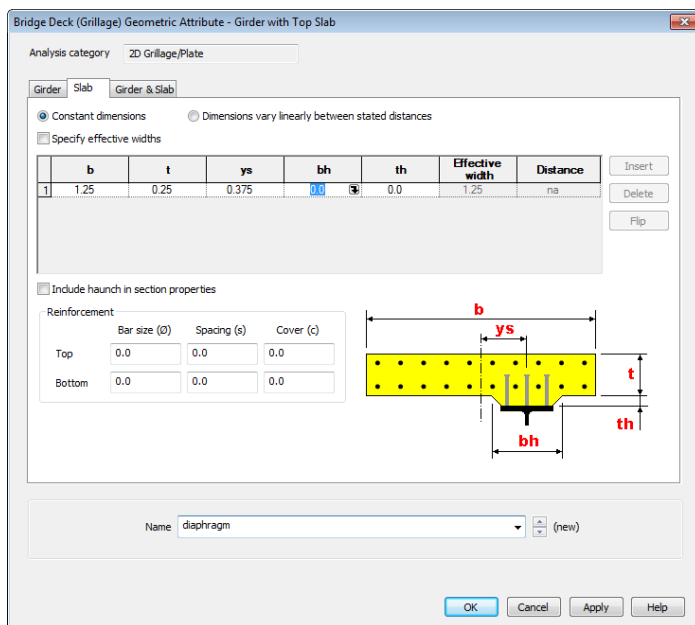 Bridge Deck (Grillage) Geometric Attribute - Girder with Top Slab
Analysis category 2D Grillage/Plate
Girder Slab Girder & Slab
Constant dimensions Dimensions vary linearly between stated distances
Specify effective widths
b t ys bh th Effective width Distance
1 1.25 0.25 0.375 0.0 0.0 1.25 na
Insert
Delete
Flip
Include haunch in section properties
Reinforcement
Bar size (Ø) Spacing (s) Cover (c)
Top 0.0 0.0 0.0
Bottom 0.0 0.0 0.0
b
ys
t
th
bh
Name diaphragm (new)
OK Cancel Apply Help